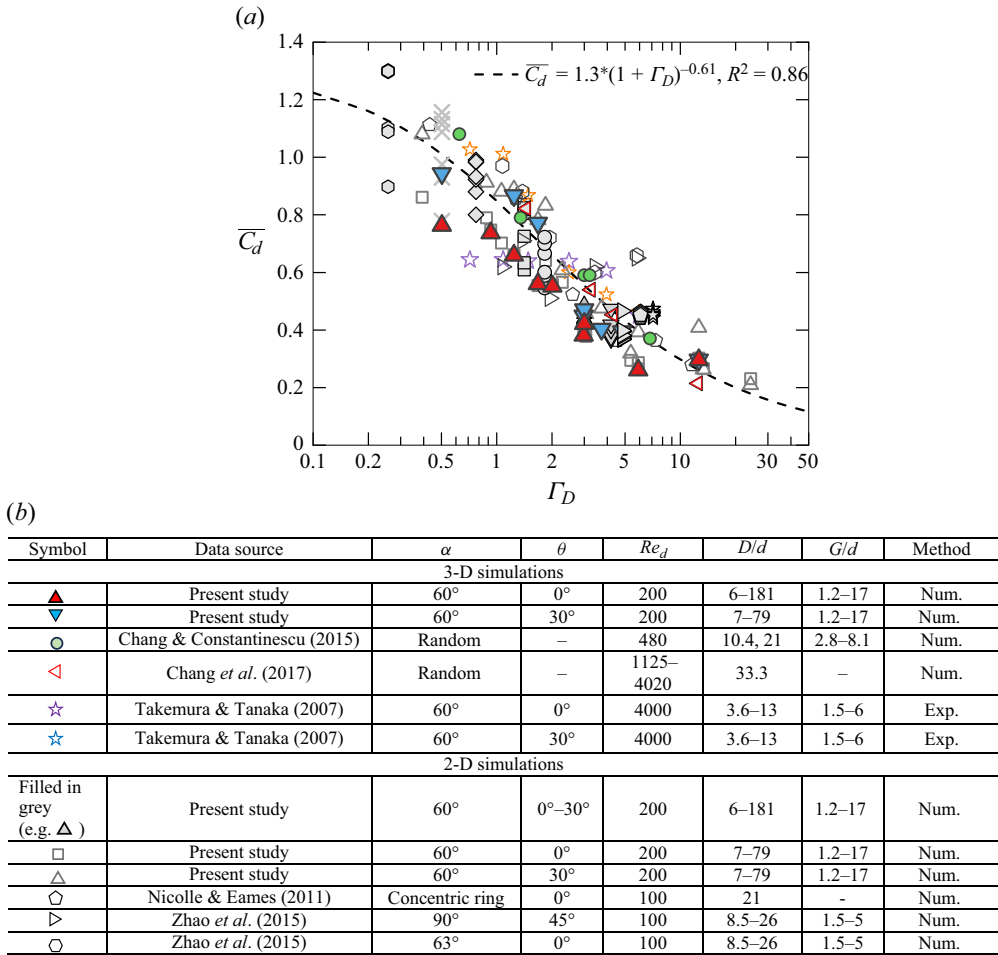 (a)
1.4
1.2
1.0
0.8
0.6
0.4
0.2
0
C̅d̅ = 1.3*(1 + Γ_D)^–0.61, R² = 0.86
C̅d̅
0.1 0.5 1 2 5 10 50
Γ_D
(b)
Symbol Data source α θ Re_d D/d G/d Method
3-D simulations
Present study 60° 0° 200 6–181 1.2–17 Num.
Present study 60° 30° 200 7–79 1.2–17 Num.
Chang & Constantinescu (2015) Random – 480 10.4, 21 2.8–8.1 Num.
Chang et al. (2017) Random – 1125–
4020 33.3 – Num.
Takemura & Tanaka (2007) 60° 0° 4000 3.6–13 1.5–6 Exp.
Takemura & Tanaka (2007) 60° 30° 4000 3.6–13 1.5–6 Exp.
2-D simulations
Filled in
grey
(e.g. ) Present study 60° 0°–30° 200 6–181 1.2–17 Num.
Present study 60° 0° 200 7–79 1.2–17 Num.
Present study 60° 30° 200 7–79 1.2–17 Num.
Nicolle & Eames (2011) Concentric ring 0° 100 21 - Num.
Zhao et al. (2015) 90° 45° 100 8.5–26 1.5–5 Num.
Zhao et al. (2015) 63° 0° 100 8.5–26 1.5–5 Num.